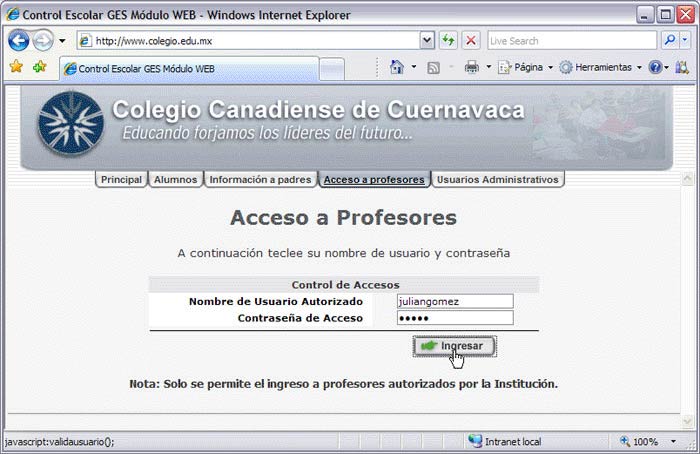 Control Escolar GES Módulo WEB - Windows Internet Explorer
http://www.colegio.edu.mx
Live Search
Control Escolar GES Módulo WEB
Página
Herramientas
Colegio Canadiense de Cuernavaca
Educando forjamos los líderes del futuro...
Principal
Alumnos
Información a padres
Acceso a profesores
Usuarios Administrativos
Acceso a Profesores
A continuación teclee su nombre de usuario y contraseña
Control de Accesos
Nombre de Usuario Autorizado juliangomez
Contraseña de Acceso •••••
Ingresar
Nota: Solo se permite el ingreso a profesores autorizados por la Institución.
javascript:validausuario();
Intranet local
100%